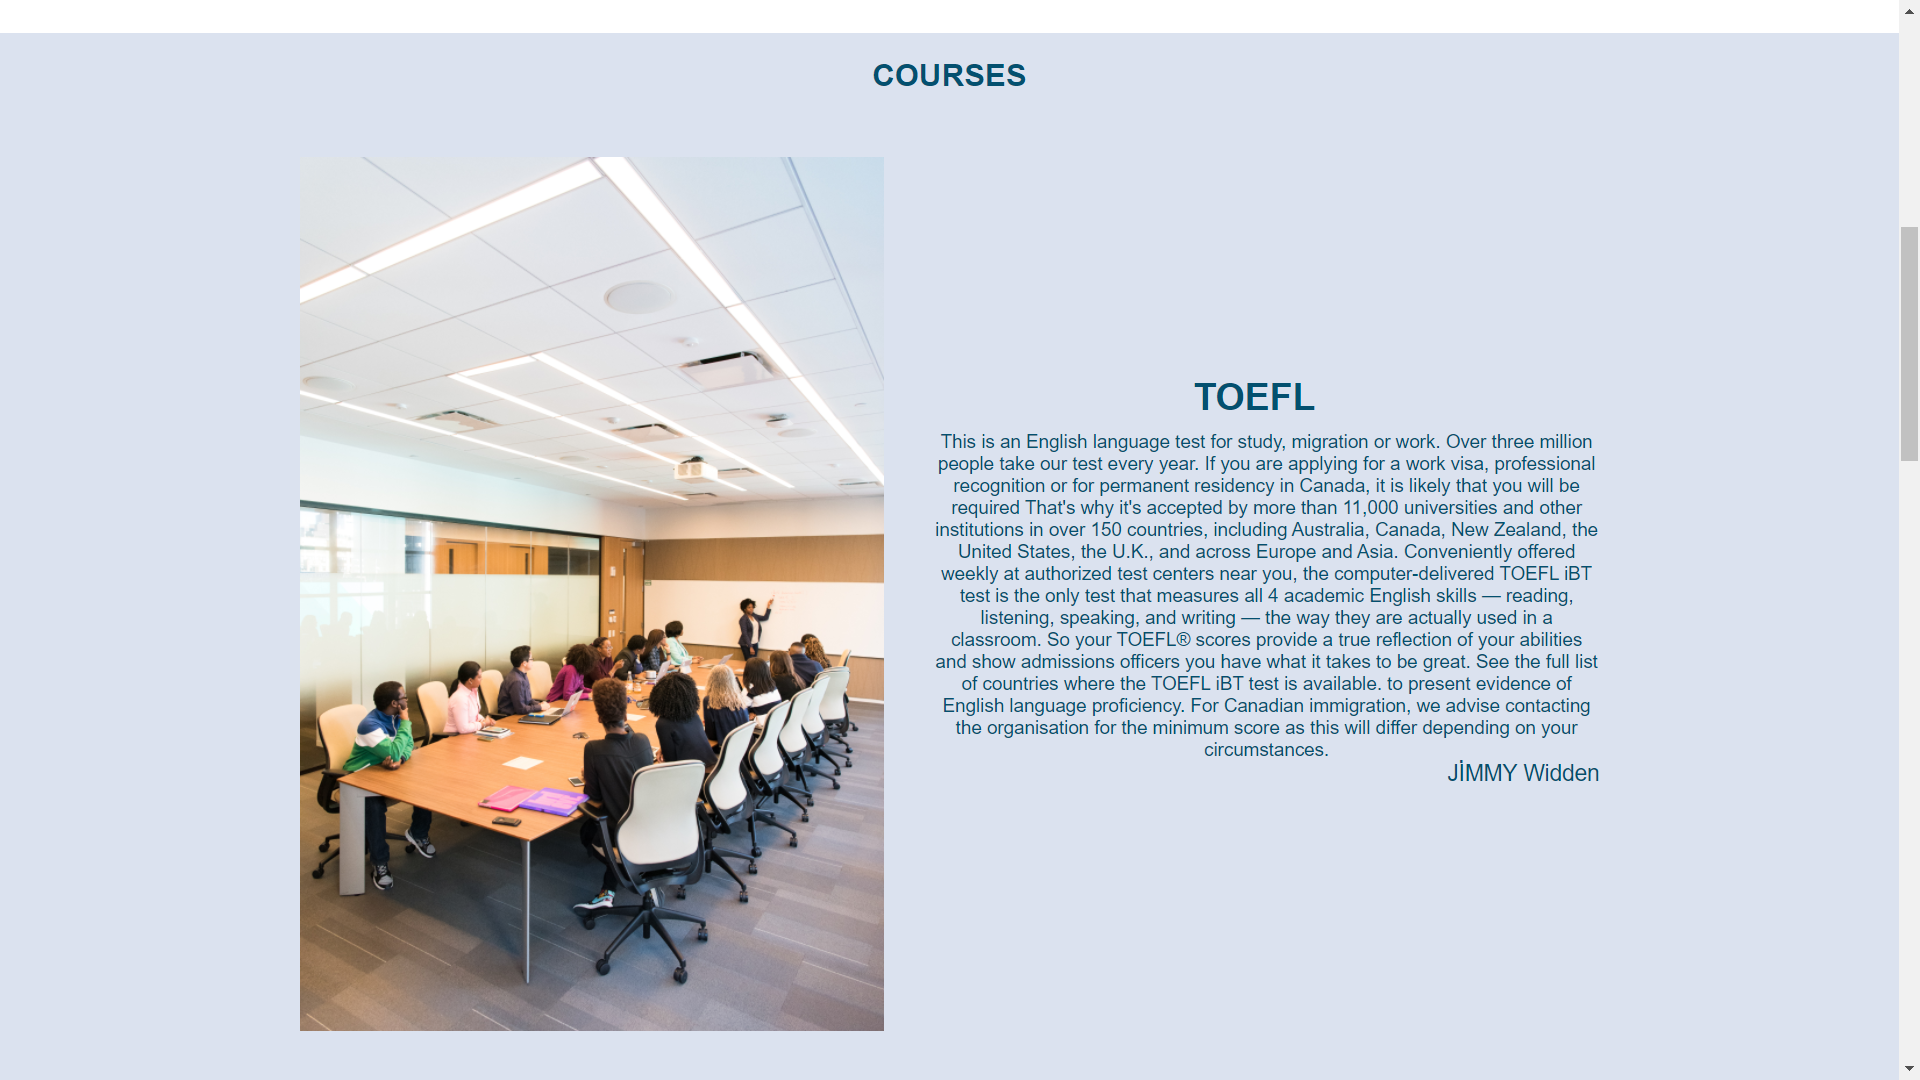 COURSES
TOEFL
This is an English language test for study, migration or work. Over three million
people take our test every year. If you are applying for a work visa, professional
recognition or for permanent residency in Canada, it is likely that you will be
required That's why it's accepted by more than 11,000 universities and other
institutions in over 150 countries, including Australia, Canada, New Zealand, the
United States, the U.K., and across Europe and Asia. Conveniently offered
weekly at authorized test centers near you, the computer-delivered TOEFL iBT
test is the only test that measures all 4 academic English skills — reading,
listening, speaking, and writing — the way they are actually used in a
classroom. So your TOEFL® scores provide a true reflection of your abilities
and show admissions officers you have what it takes to be great. See the full list
of countries where the TOEFL iBT test is available. to present evidence of
English language proficiency. For Canadian immigration, we advise contacting
the organisation for the minimum score as this will differ depending on your
circumstances.
JİMMY Widden